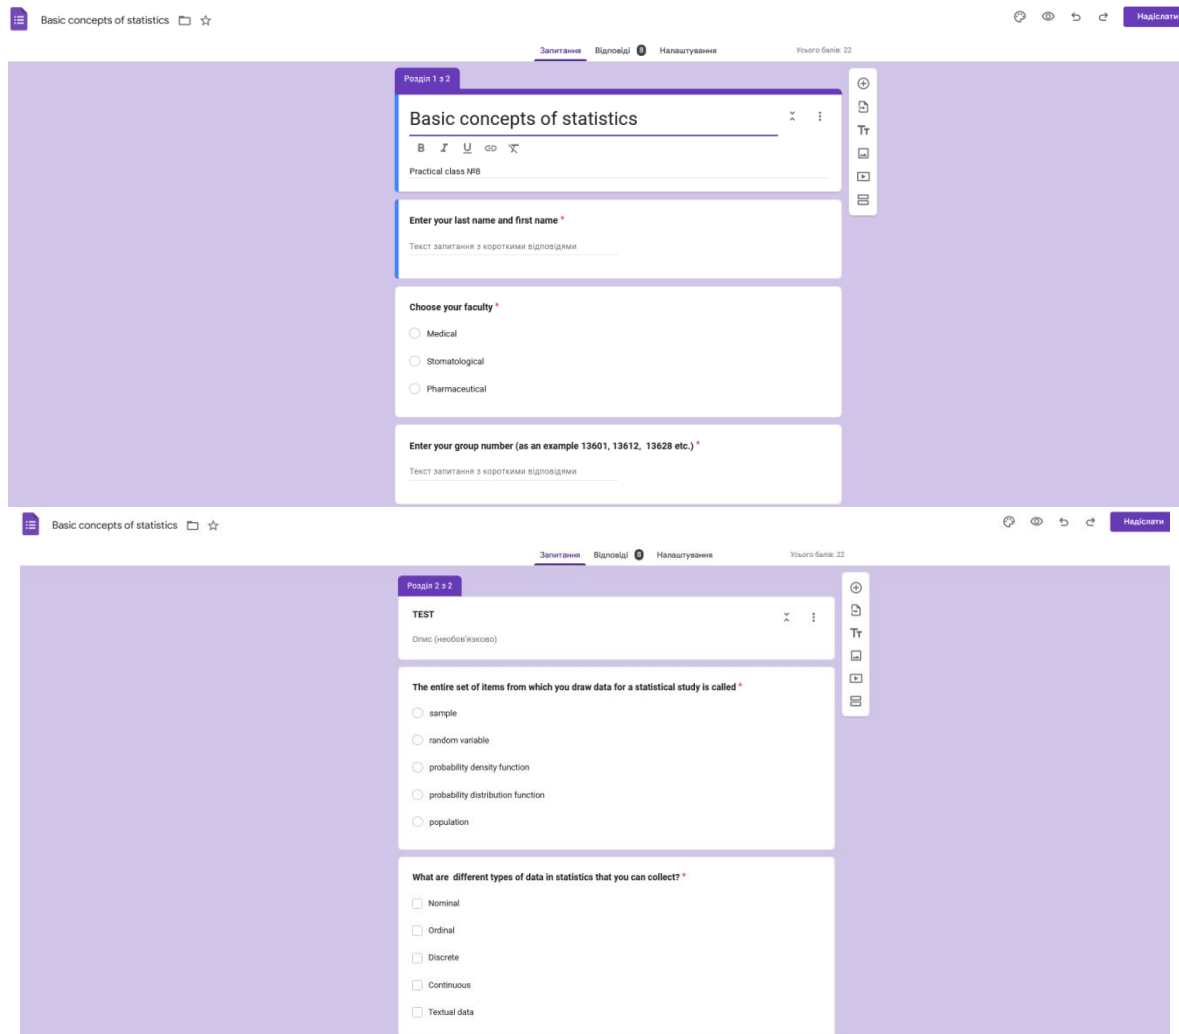 Basic concepts of statistics
Надіслати
Запитання Відповіді 8 Налаштування Усього балів: 22
Розділ 1 з 2
Basic concepts of statistics
B I U
Practical class №8
Enter your last name and first name *
Текст запитання з короткими відповідями
Choose your faculty *
Medical
Stomatological
Pharmaceutical
Enter your group number (as an example 13601, 13612, 13628 etc.) *
Текст запитання з короткими відповідями
Basic concepts of statistics
Надіслати
Запитання Відповіді 8 Налаштування Усього балів: 22
Розділ 2 з 2
TEST
Опис (необов'язково)
The entire set of items from which you draw data for a statistical study is called *
sample
random variable
probability density function
probability distribution function
population
What are different types of data in statistics that you can collect? *
Nominal
Ordinal
Discrete
Continuous
Textual data